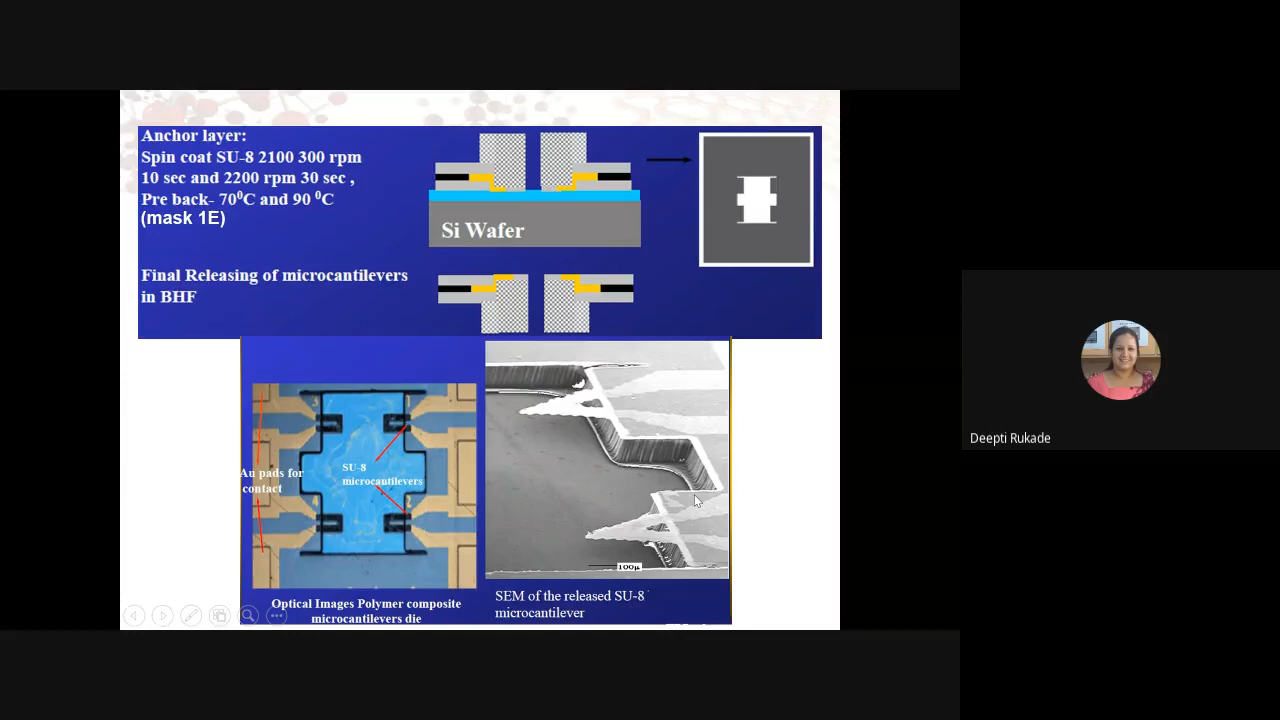 Anchor layer:
Spin coat SU-8 2100 300 rpm
10 sec and 2200 rpm 30 sec ,
Pre back- 70⁰C and 90 ⁰C
(mask 1E)
Si Wafer
Final Releasing of microcantilevers
in BHF
Au pads for
contact
SU-8
microcantilevers
100µ
Optical Images Polymer composite
microcantilevers die
SEM of the released SU-8
microcantilever
Deepti Rukade